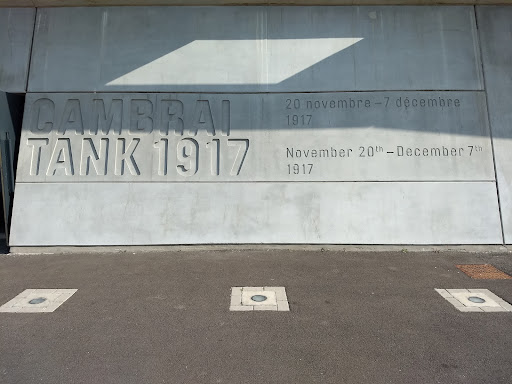 CAMBRAI
TANK 1917
20 novembre – 7 décembre
1917
November 20th – December 7th
1917